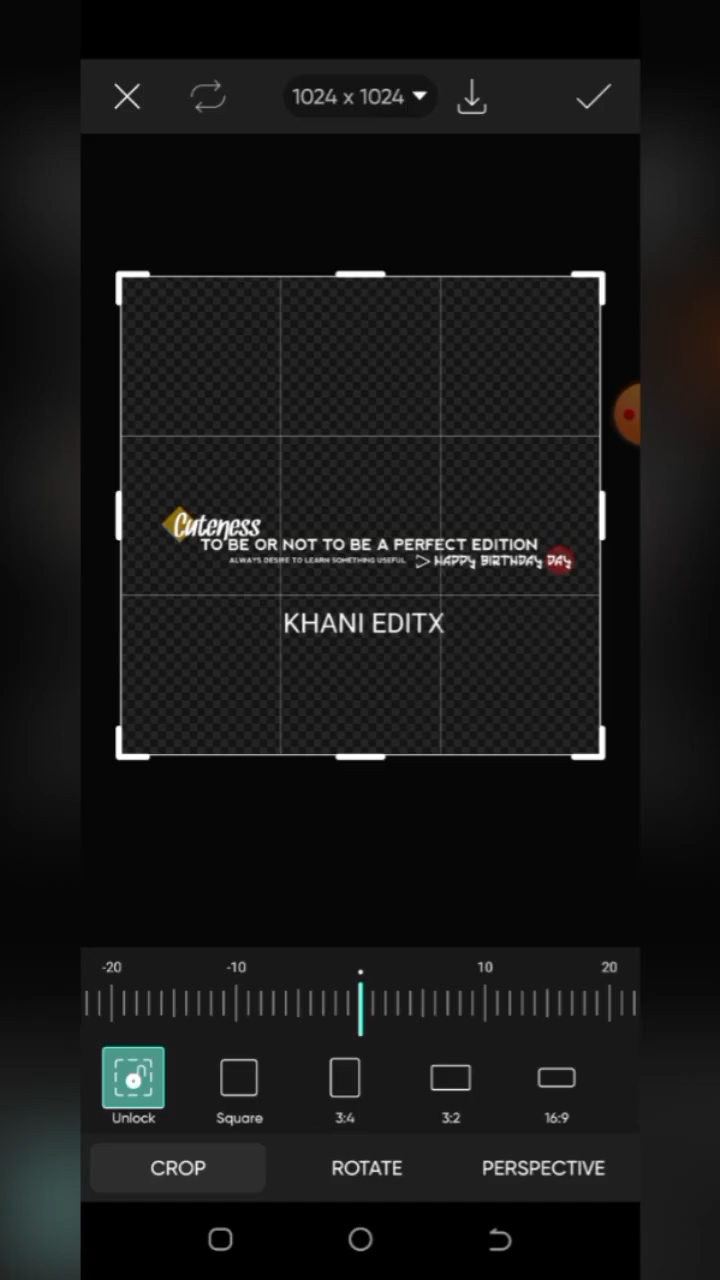 1024 x 1024
Cuteness
TO BE OR NOT TO BE A PERFECT EDITION
ALWAYS DESIRE TO LEARN SOMETHING USEFUL HAPPY BIRTHDAY DAY
KHANI EDITX
-20 -10 10 20
Unlock Square 3:4 3:2 16:9
CROP ROTATE PERSPECTIVE